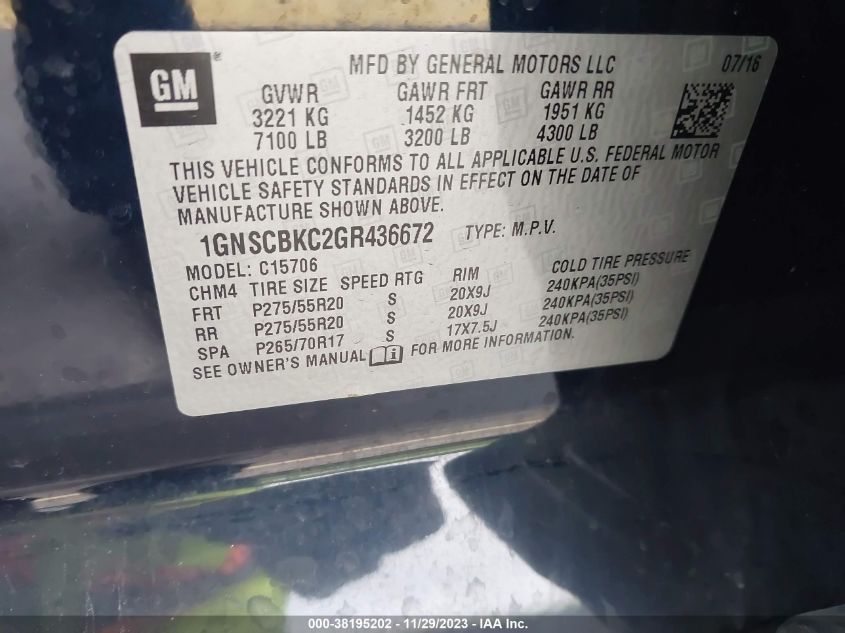 GM
MFD BY GENERAL MOTORS LLC 07/16
GVWR GAWR FRT GAWR RR
3221 KG 1452 KG 1951 KG
7100 LB 3200 LB 4300 LB
THIS VEHICLE CONFORMS TO ALL APPLICABLE U.S. FEDERAL MOTOR
VEHICLE SAFETY STANDARDS IN EFFECT ON THE DATE OF
MANUFACTURE SHOWN ABOVE.
1GNSCBKC2GR436672 TYPE: M.P.V.
MODEL: C15706
CHM4 TIRE SIZE SPEED RTG RIM COLD TIRE PRESSURE
FRT P275/55R20 S 20X9J 240KPA(35PSI)
RR P275/55R20 S 20X9J 240KPA(35PSI)
SPA P265/70R17 S 17X7.5J 240KPA(35PSI)
SEE OWNER'S MANUAL FOR MORE INFORMATION.
000-38195202 - 11/29/2023 - IAA Inc.